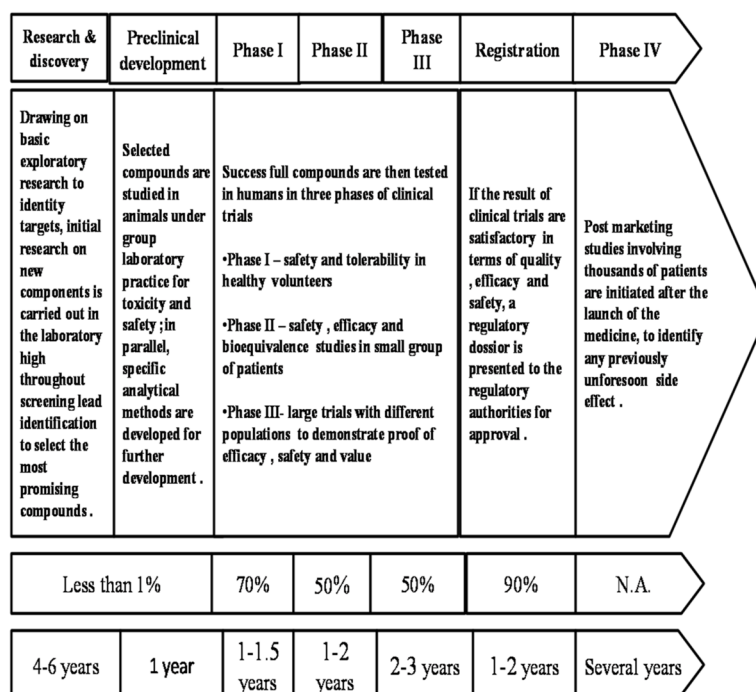 Research &
discovery
Preclinical
development
Phase I
Phase II
Phase
III
Registration
Phase IV
Drawing on
basic
exploratory
research to
identity
targets, initial
research on
new
components is
carried out in
the laboratory
high
throughout
screening lead
identification
to select the
most
promising
compounds .
Selected
compounds are
studied in
animals under
group
laboratory
practice for
toxicity and
safety ; in
parallel,
specific
analytical
methods are
developed for
further
development .
Success full compounds are then tested
in humans in three phases of clinical
trials
•Phase I – safety and tolerability in
healthy volunteers
•Phase II – safety , efficacy and
bioequivalence studies in small group
of patients
•Phase III- large trials with different
populations to demonstrate proof of
efficacy , safety and value
If the result of
clinical trials are
satisfactory in
terms of quality
, efficacy and
safety, a
regulatory
dossior is
presented to the
regulatory
authorities for
approval .
Post marketing
studies involving
thousands of patients
are initiated after the
launch of the
medicine, to identify
any previously
unforesoon side
effect .
Less than 1%
70%
50%
50%
90%
N.A.
4-6 years
1 year
1-1.5
years
1-2
years
2-3 years
1-2 years
Several years